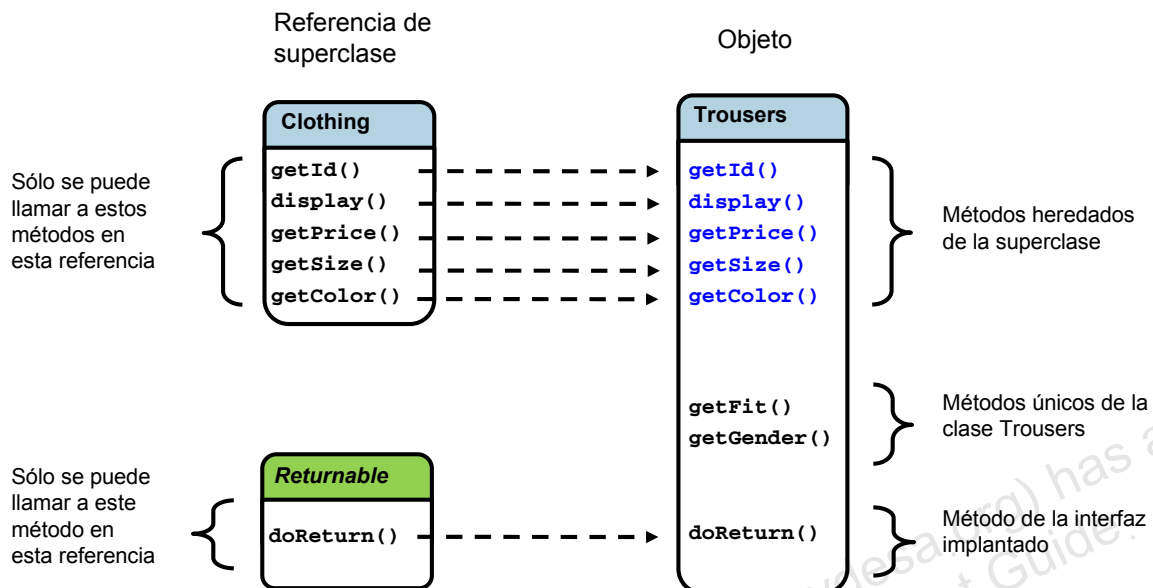 Referencia de
superclase
Objeto
Clothing
getId()
display()
getPrice()
getSize()
getColor()
Sólo se puede
llamar a estos
métodos en
esta referencia
Trousers
getId()
display()
getPrice()
getSize()
getColor()
Métodos heredados
de la superclase
getFit()
getGender()
Métodos únicos de la
clase Trousers
Sólo se puede
llamar a este
método en
esta referencia
Returnable
doReturn()
doReturn()
Método de la interfaz
implantado
has a
Guide.